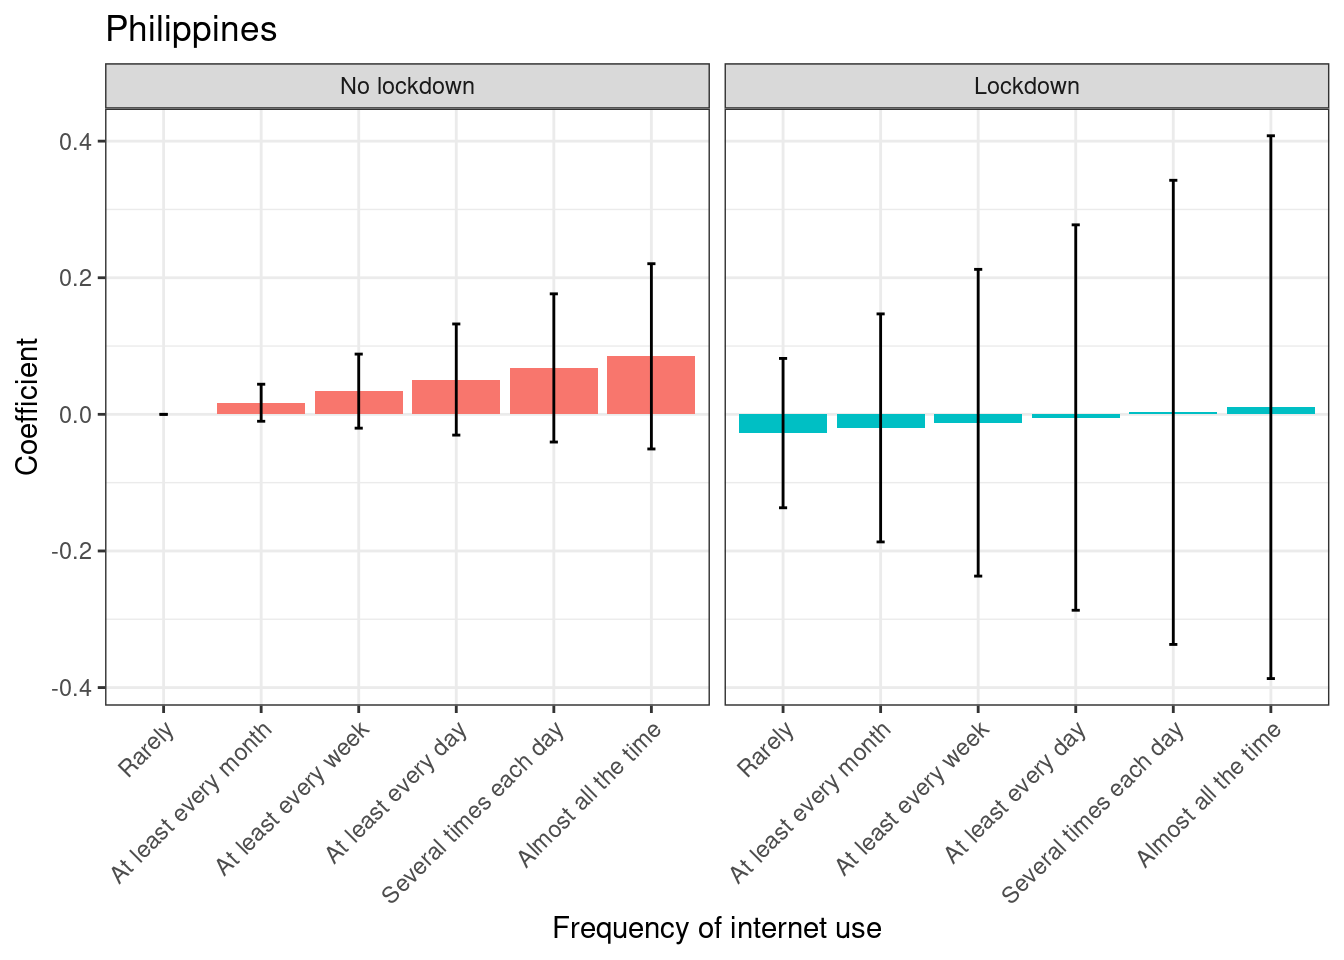 Philippines
No lockdown
Lockdown
Coefficient
0.4
0.2
0.0
-0.2
-0.4
Rarely
At least every month
At least every week
At least every day
Several times each day
Almost all the time
Rarely
At least every month
At least every week
At least every day
Several times each day
Almost all the time
Frequency of internet use